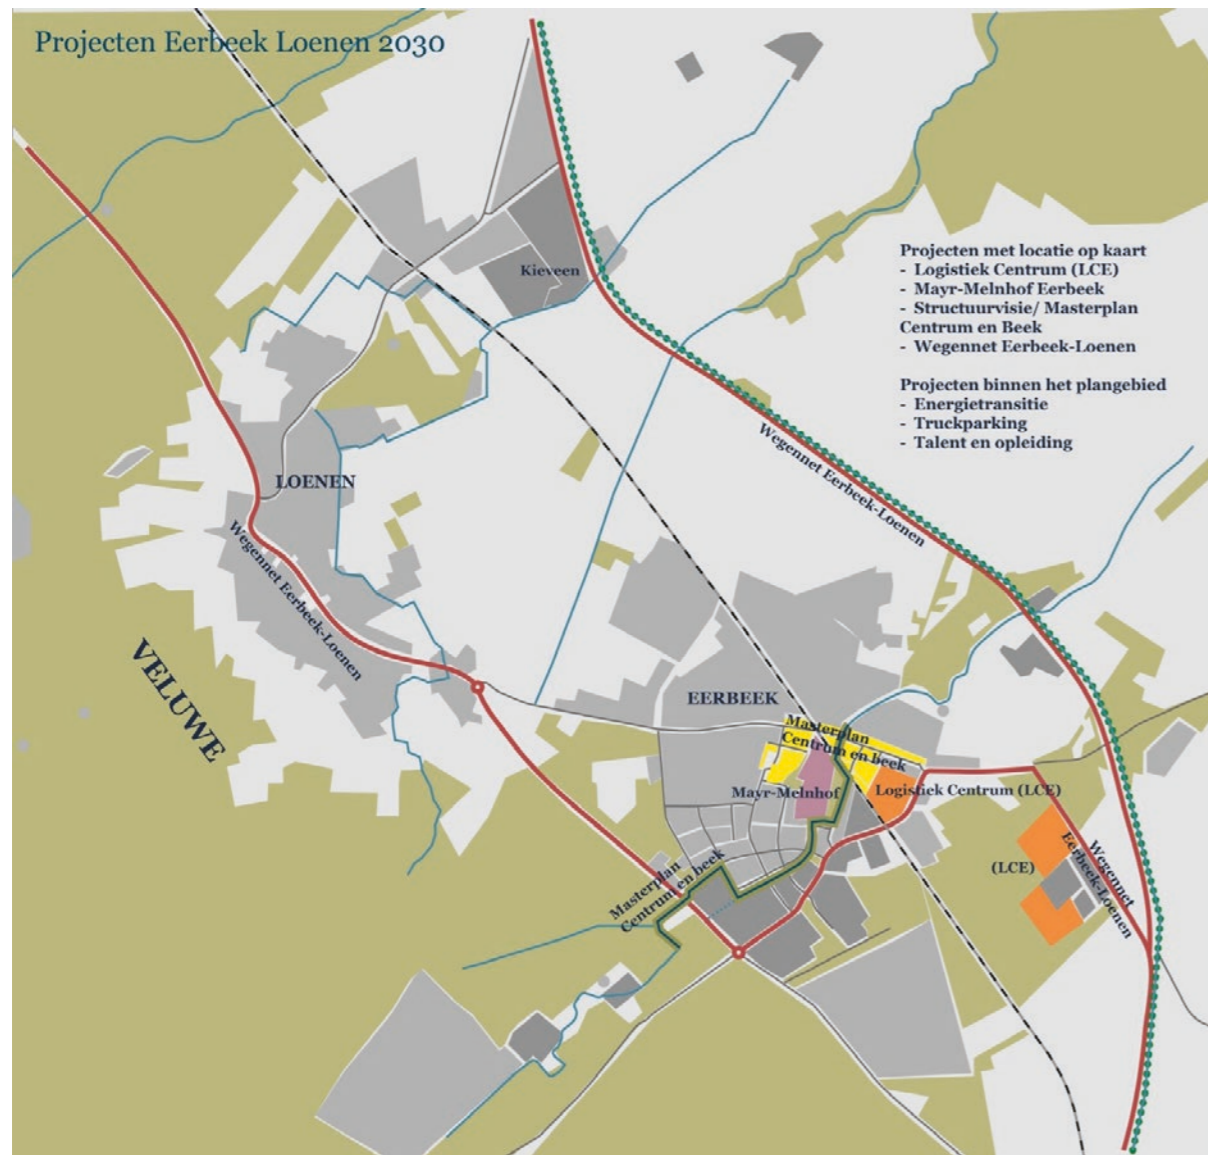 Projecten Eerbeek Loenen 2030
Projecten met locatie op kaart
- Logistiek Centrum (LCE)
- Mayr-Melnhof Eerbeek
- Structuurvisie/ Masterplan
Centrum en Beek
- Wegennet Eerbeek-Loenen
Projecten binnen het plangebied
- Energietransitie
- Truckparking
- Talent en opleiding
Kieveen
Wegennet Eerbeek-Loenen
LOENEN
Wegennet Eerbeek-Loenen
VELUWE
EERBEEK
Masterplan
Centrum en beek
Mayr-Melnhof
Logistiek Centrum (LCE)
(LCE)
Wegennet
Eerbeek-Loenen
Masterplan
Centrum en beek